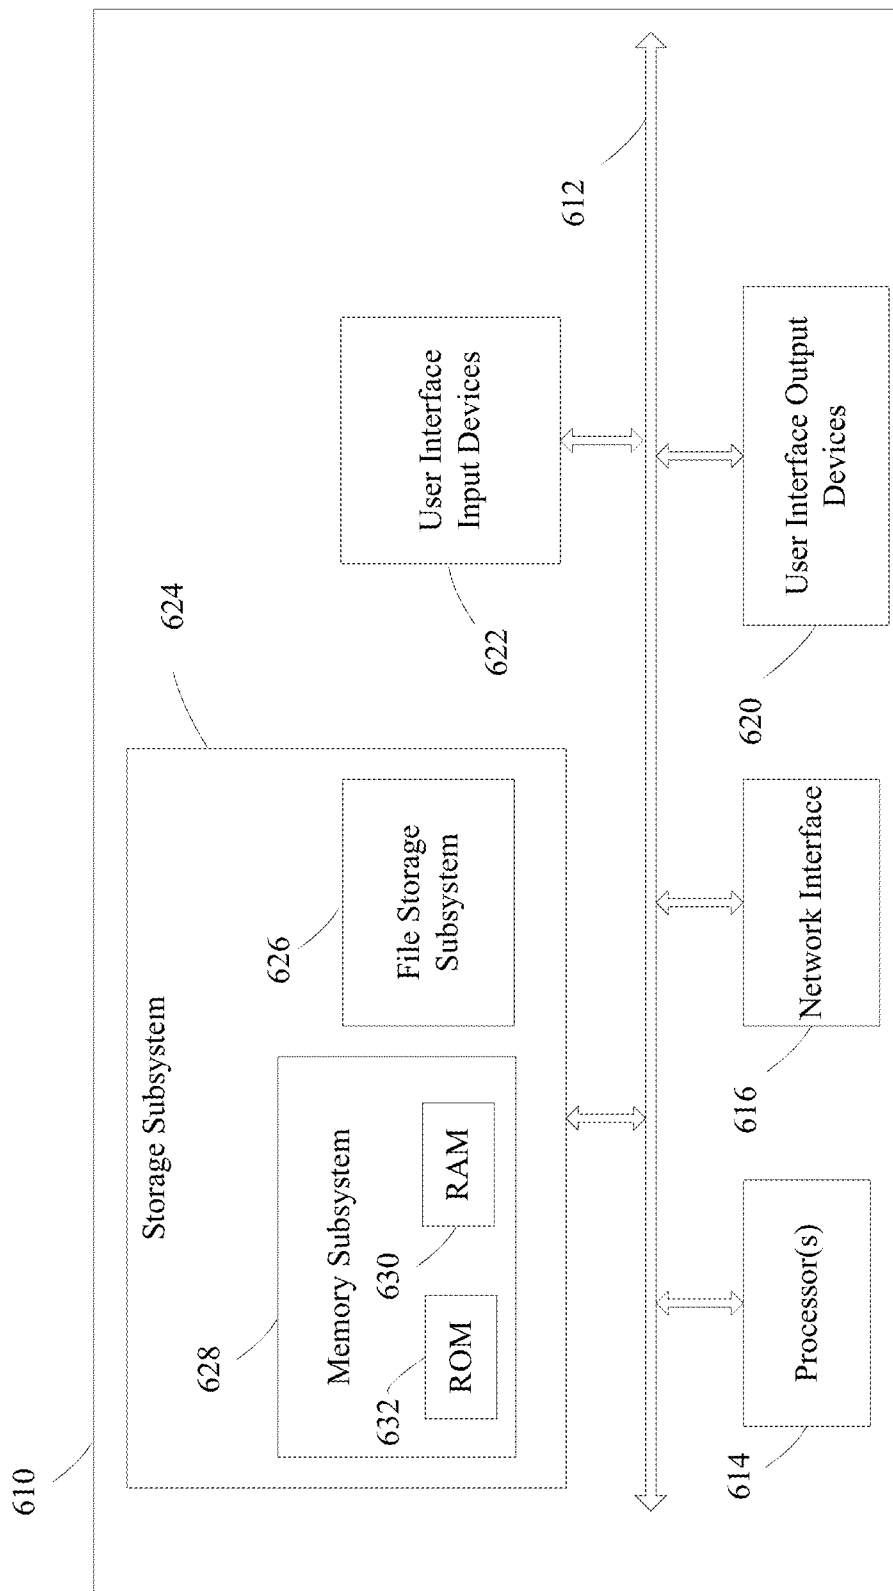 610
624
Storage Subsystem
628
Memory Subsystem
632
ROM
630
RAM
626
File Storage
Subsystem
622
User Interface
Input Devices
612
614
Processor(s)
616
Network Interface
620
User Interface Output
Devices